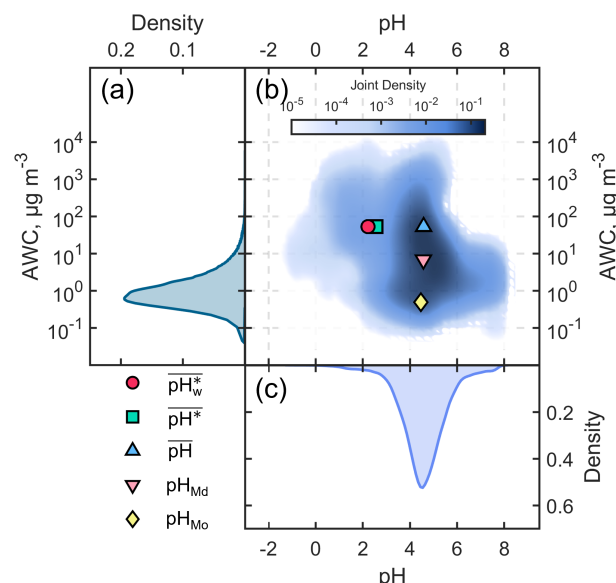 Density
pH
0.2 0.1
-2 0 2 4 6 8
(a)
(b)
Joint Density
10^-5 10^-4 10^-3 10^-2 10^-1
AWC, µg m^-3
10^4
10^3
10^2
10^1
10^0
10^-1
10^4
10^3
10^2
10^1
10^0
10^-1
AWC, µg m^-3
(c)
pH*w
pH*
pH
pHMd
pHMo
0.2
0.4
0.6
Density
-2 0 2 4 6 8
pH